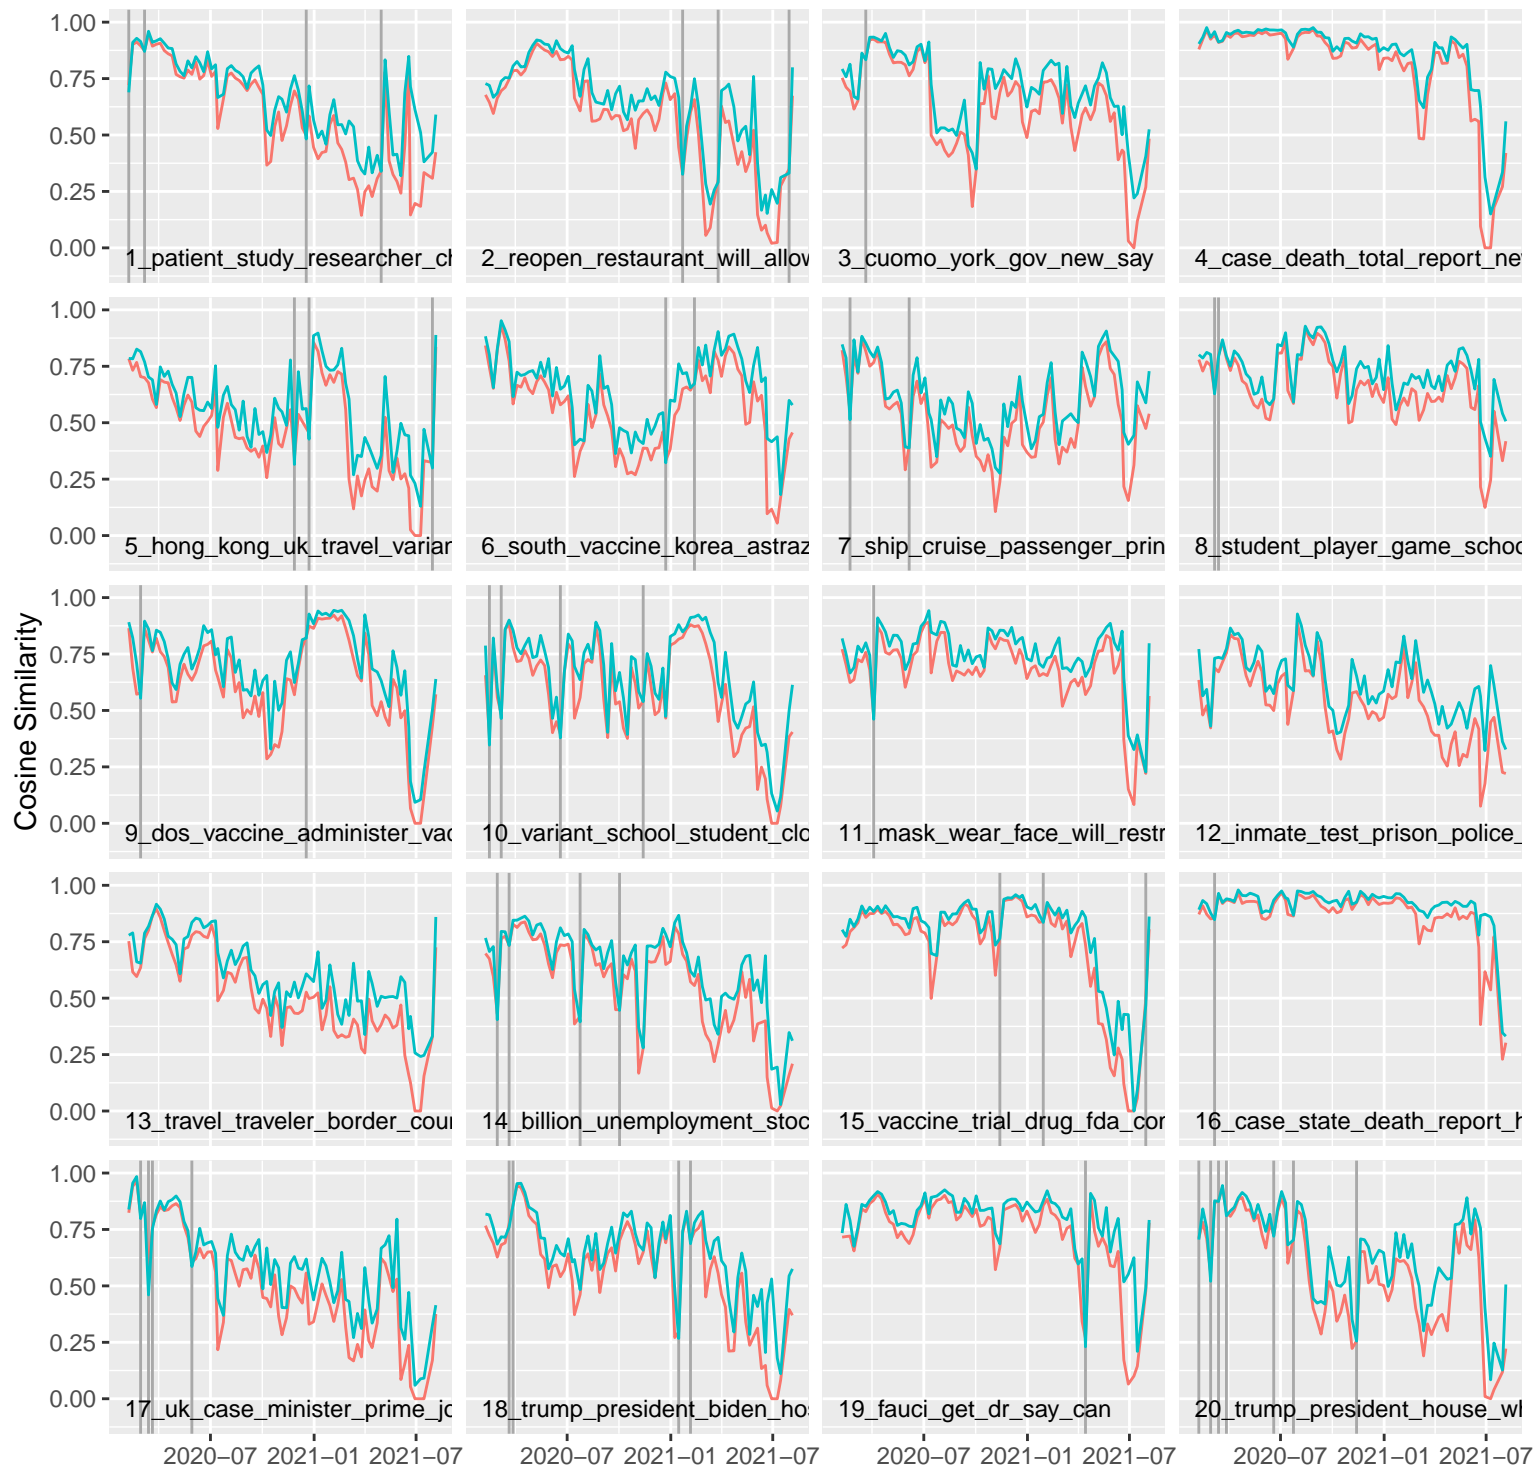 1.00
0.75
0.50
0.25
0.00
1_patient_study_researcher_ch
2_reopen_restaurant_will_allow
3_cuomo_york_gov_new_say
4_case_death_total_report_new
1.00
0.75
0.50
0.25
0.00
5_hong_kong_uk_travel_varian
6_south_vaccine_korea_astraz
7_ship_cruise_passenger_prin
8_student_player_game_schoo
Cosine Similarity
1.00
0.75
0.50
0.25
0.00
9_dos_vaccine_administer_vac
10_variant_school_student_clo
11_mask_wear_face_will_restr
12_inmate_test_prison_police_
1.00
0.75
0.50
0.25
0.00
13_travel_traveler_border_cour
14_billion_unemployment_stoc
15_vaccine_trial_drug_fda_con
16_case_state_death_report_h
1.00
0.75
0.50
0.25
0.00
17_uk_case_minister_prime_jo
18_trump_president_biden_hos
19_fauci_get_dr_say_can
20_trump_president_house_wh
2020−07 2021−01 2021−07
2020−07 2021−01 2021−07
2020−07 2021−01 2021−07
2020−07 2021−01 2021−07